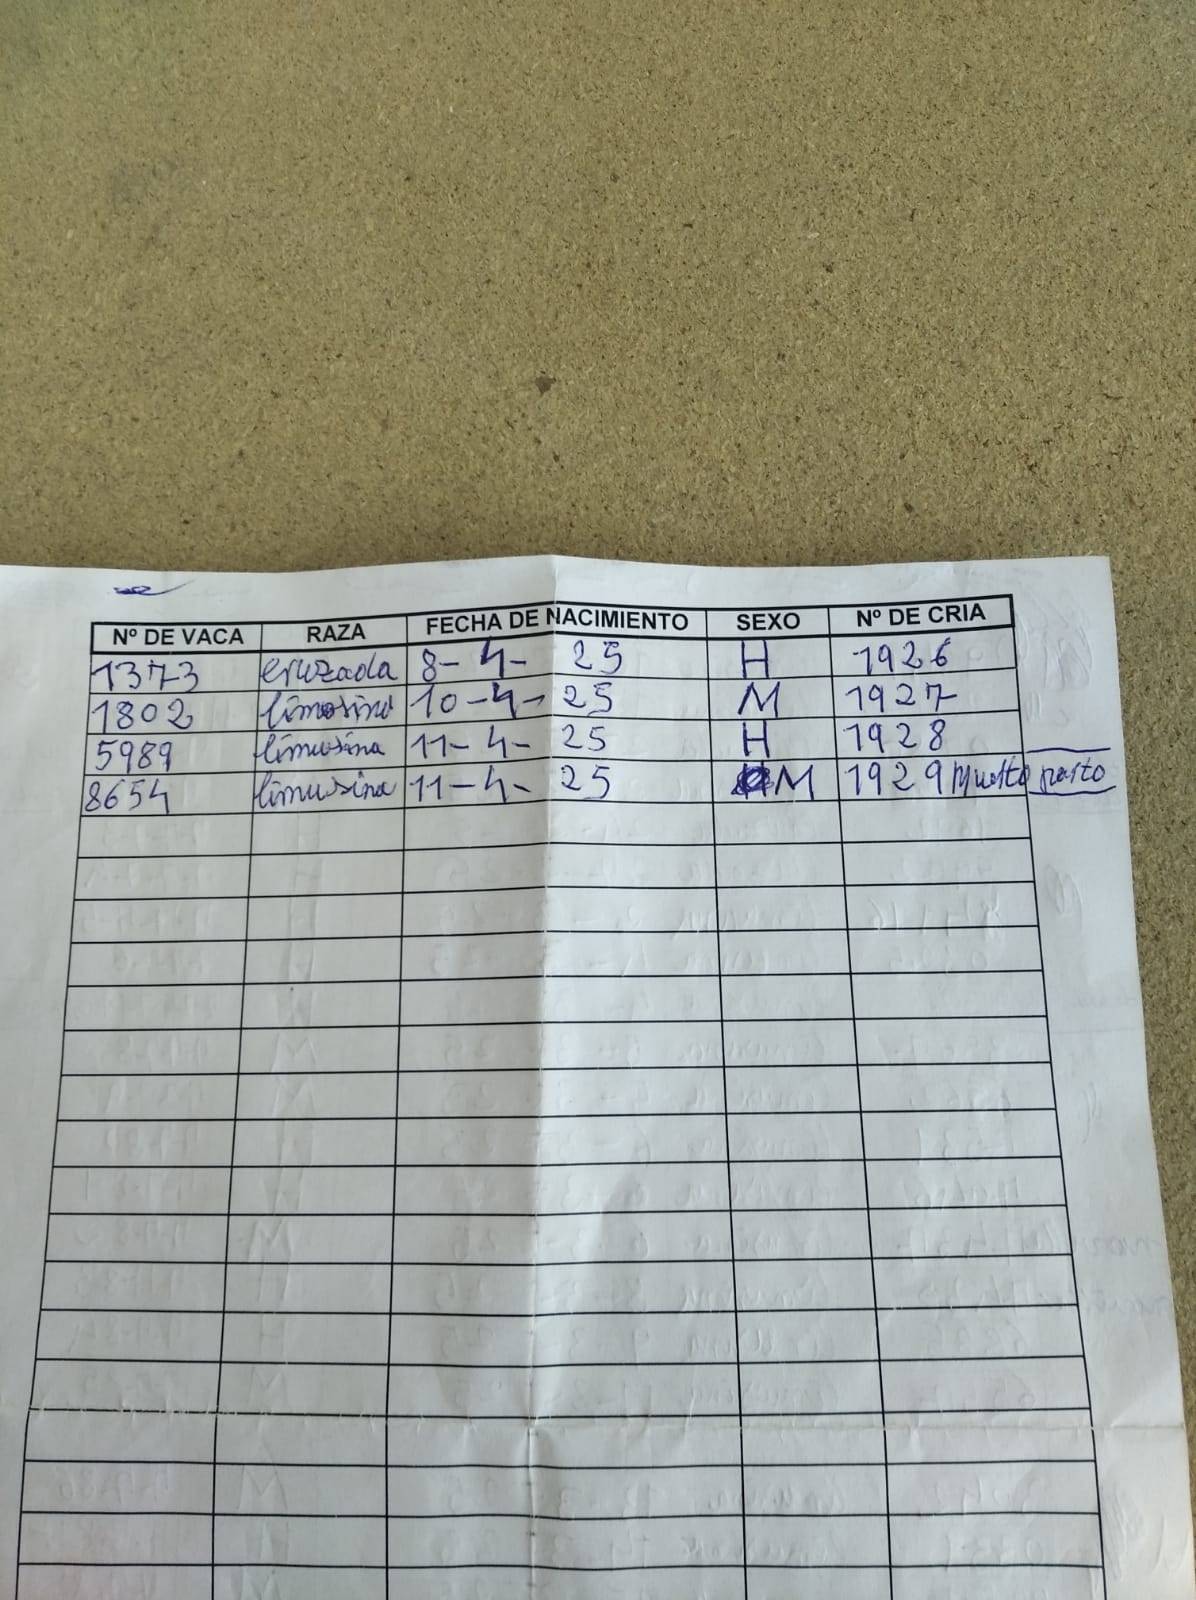 Nº DE VACA RAZA FECHA DE NACIMIENTO SEXO Nº DE CRIA
1373 cruzada 8-4- 25 H 1926
1802 limosina 10-4- 25 M 1927
5989 limusina 11-4- 25 H 1928
8654 limusina 11-4- 25 M 1929 Muerto parto